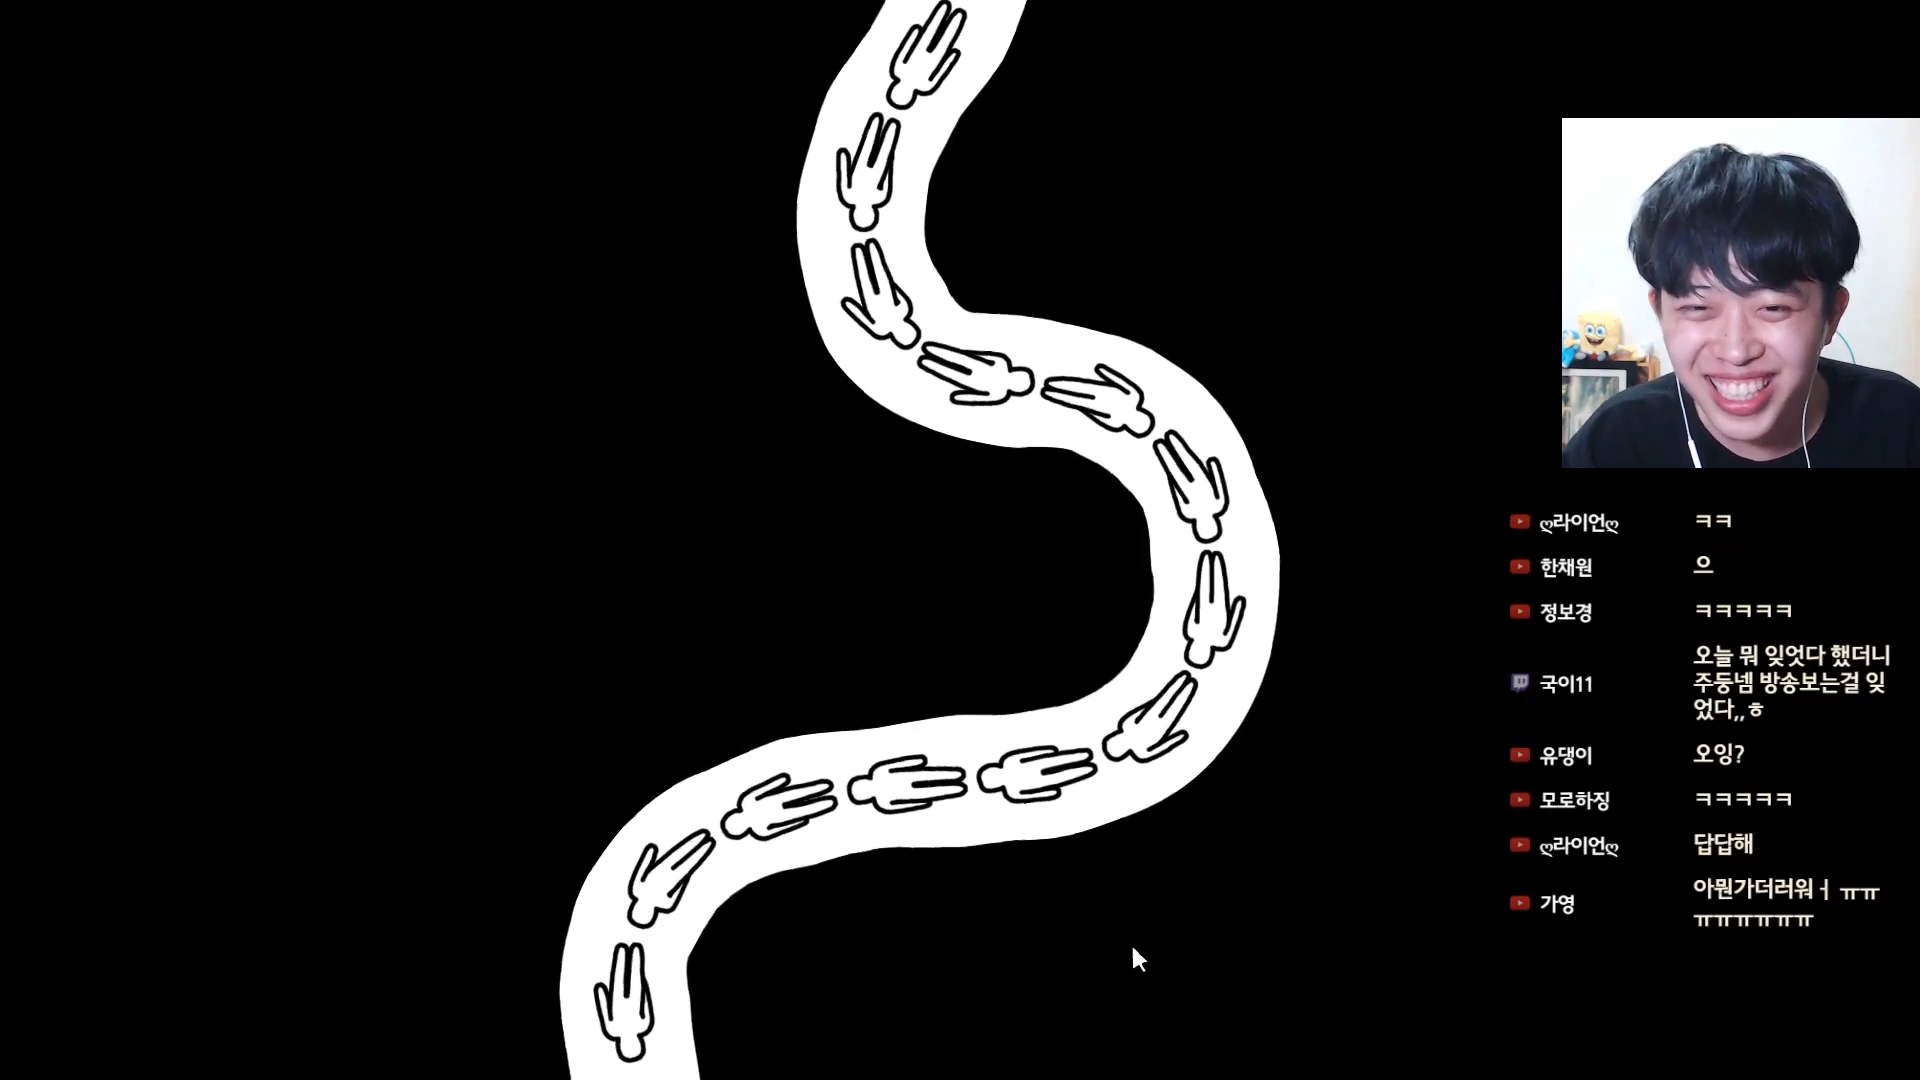 ღ라이언ღ ㅋㅋ
한채원 으
정보경 ㅋㅋㅋㅋㅋ
오늘 뭐 잊엇다 했더니
국이11 주둥넴 방송보는걸 잊
었다,,ㅎ
유댕이 오잉?
모로하징 ㅋㅋㅋㅋㅋ
ღ라이언ღ 답답해
가영 아뭔가더러워ㅕ ㅠㅠ
ㅠㅠㅠㅠㅠㅠ